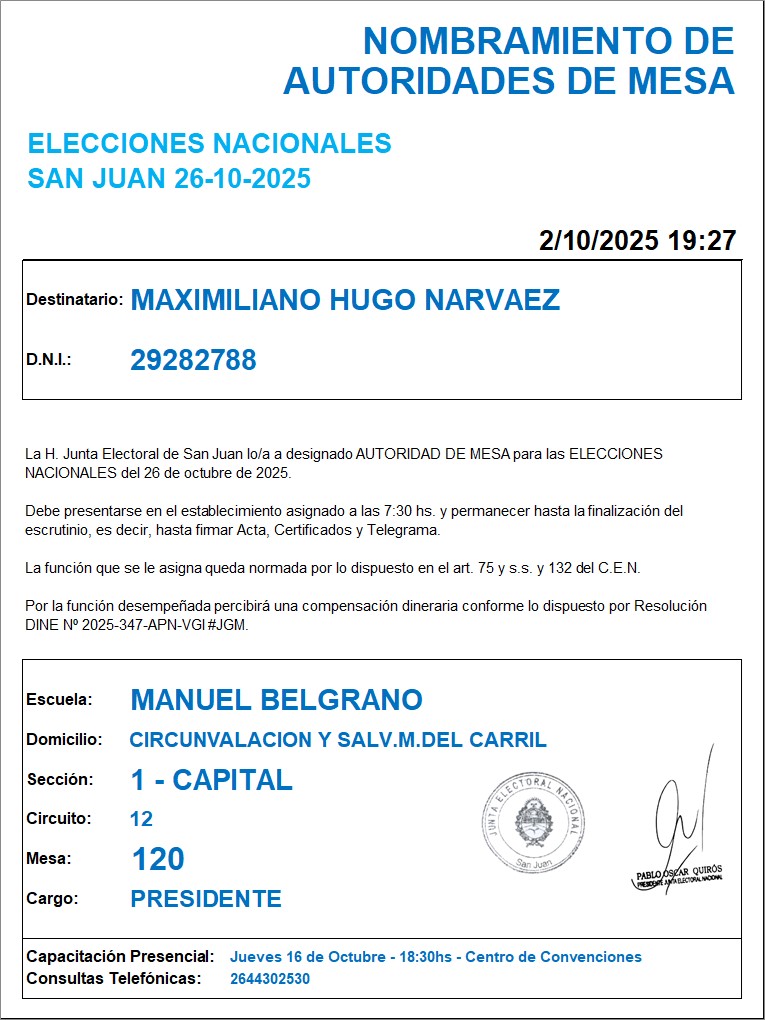 NOMBRAMIENTO DE
AUTORIDADES DE MESA
ELECCIONES NACIONALES
SAN JUAN 26-10-2025
2/10/2025 19:27
Destinatario: MAXIMILIANO HUGO NARVAEZ
D.N.I.: 29282788
La H. Junta Electoral de San Juan lo/a a designado AUTORIDAD DE MESA para las ELECCIONES
NACIONALES del 26 de octubre de 2025.
Debe presentarse en el establecimiento asignado a las 7:30 hs. y permanecer hasta la finalización del
escrutinio, es decir, hasta firmar Acta, Certificados y Telegrama.
La función que se le asigna queda normada por lo dispuesto en el art. 75 y s.s. y 132 del C.E.N.
Por la función desempeñada percibirá una compensación dineraria conforme lo dispuesto por Resolución
DINE Nº 2025-347-APN-VGI#JGM.
Escuela: MANUEL BELGRANO
Domicilio: CIRCUNVALACION Y SALV.M.DEL CARRIL
Sección: 1 - CAPITAL
Circuito: 12
Mesa: 120
Cargo: PRESIDENTE
JUNTA ELECTORAL NACIONAL
San Juan
PABLO OSCAR QUIRÓS
PRESIDENTE JUNTA ELECTORAL NACIONAL
Capacitación Presencial: Jueves 16 de Octubre - 18:30hs - Centro de Convenciones
Consultas Telefónicas: 2644302530